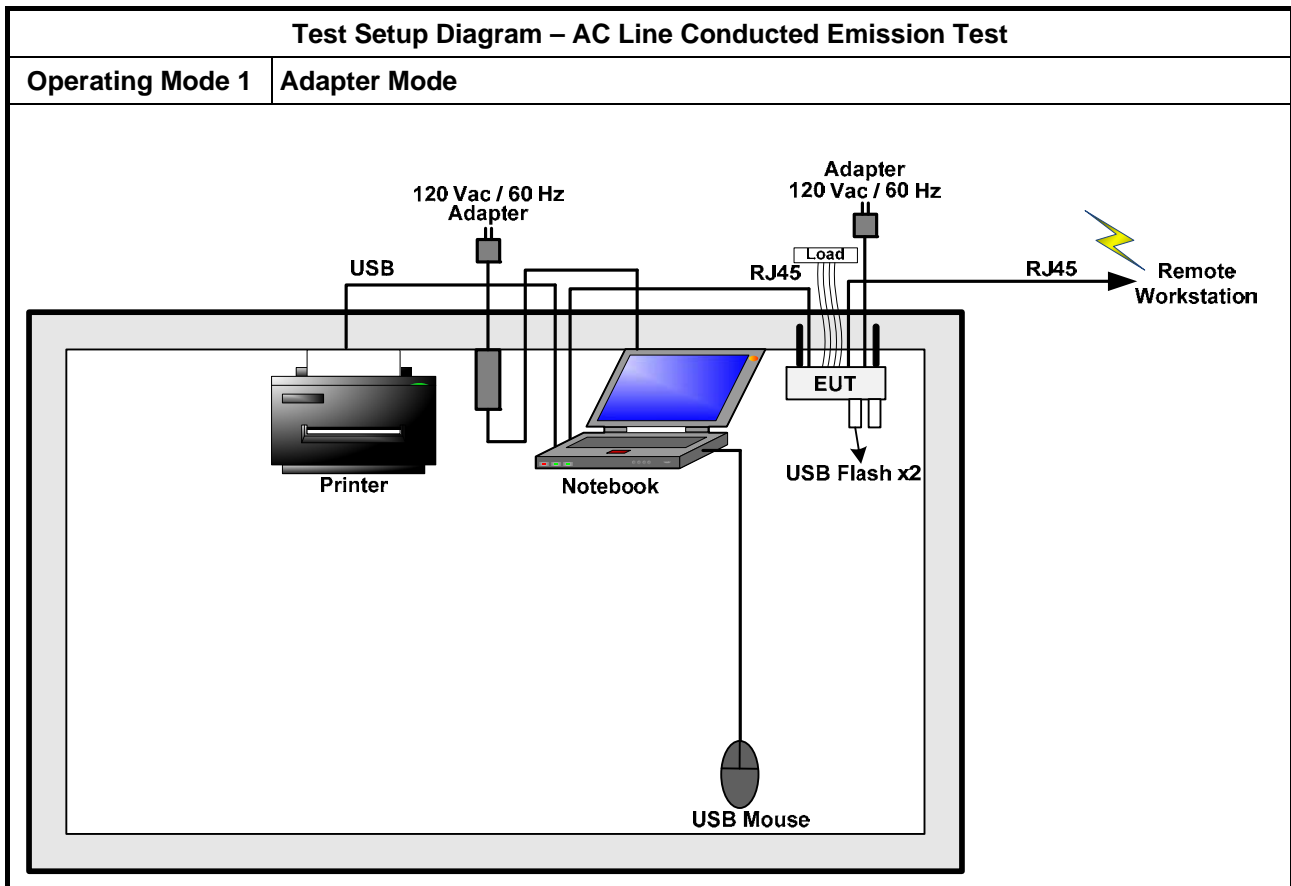 Test Setup Diagram – AC Line Conducted Emission Test
Operating Mode 1
Adapter Mode
120 Vac / 60 Hz
Adapter
Adapter
120 Vac / 60 Hz
USB
RJ45
Load
RJ45
Remote
Workstation
EUT
USB Flash x2
Printer
Notebook
USB Mouse